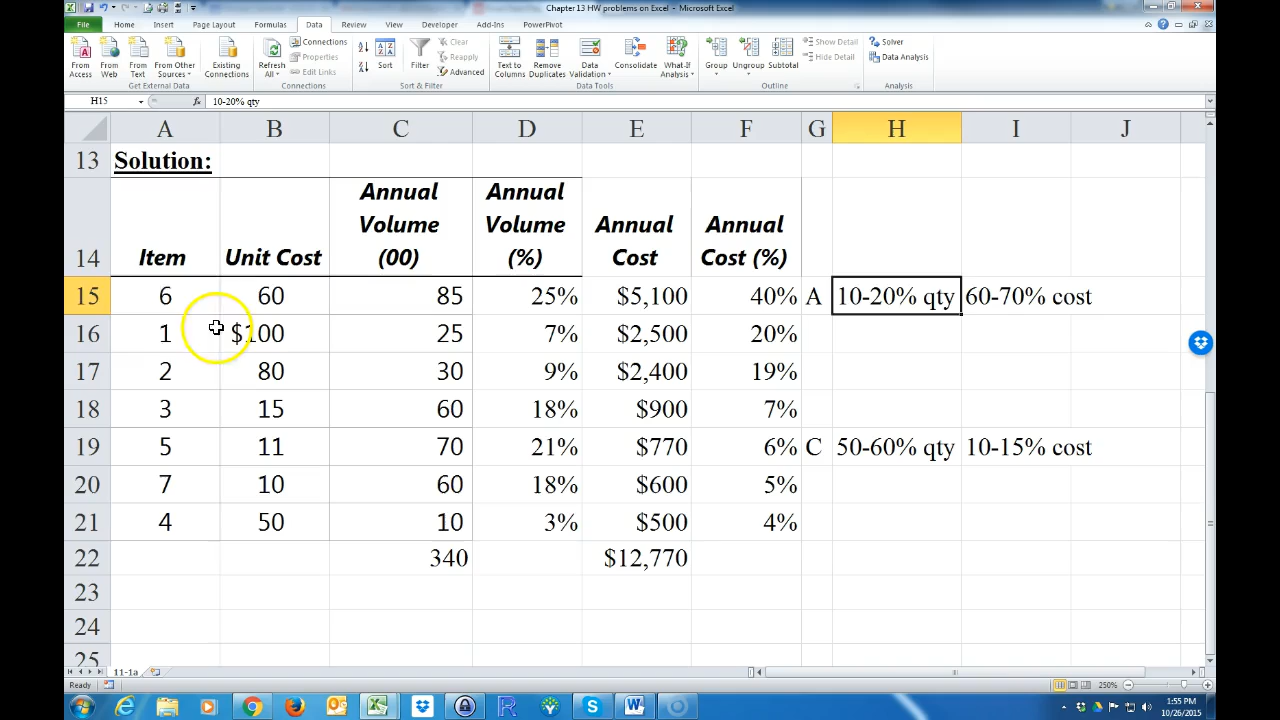 Chapter 13 HW problems on Excel - Microsoft Excel
File Home Insert Page Layout Formulas Data Review View Developer Add-Ins PowerPivot
From Access
From Web
From Text
From Other Sources
Existing Connections
Get External Data
Refresh All
Connections
Properties
Edit Links
Connections
Sort
Filter
Clear
Reapply
Advanced
Sort & Filter
Text to Columns
Remove Duplicates
Data Validation
Consolidate
What-If Analysis
Data Tools
Group
Ungroup
Subtotal
Show Detail
Hide Detail
Outline
Solver
Data Analysis
Analysis
H15 fx 10-20% qty
A B C D E F G H I J
13 Solution:
14 Item Unit Cost Annual Volume (00) Annual Volume (%) Annual Cost Annual Cost (%)
15 6 60 85 25% $5,100 40% A 10-20% qty 60-70% cost
16 1 $100 25 7% $2,500 20%
17 2 80 30 9% $2,400 19%
18 3 15 60 18% $900 7%
19 5 11 70 21% $770 6% C 50-60% qty 10-15% cost
20 7 10 60 18% $600 5%
21 4 50 10 3% $500 4%
22 340 $12,770
23
24
25
11-1a
Ready 250%
1:55 PM
10/26/2015